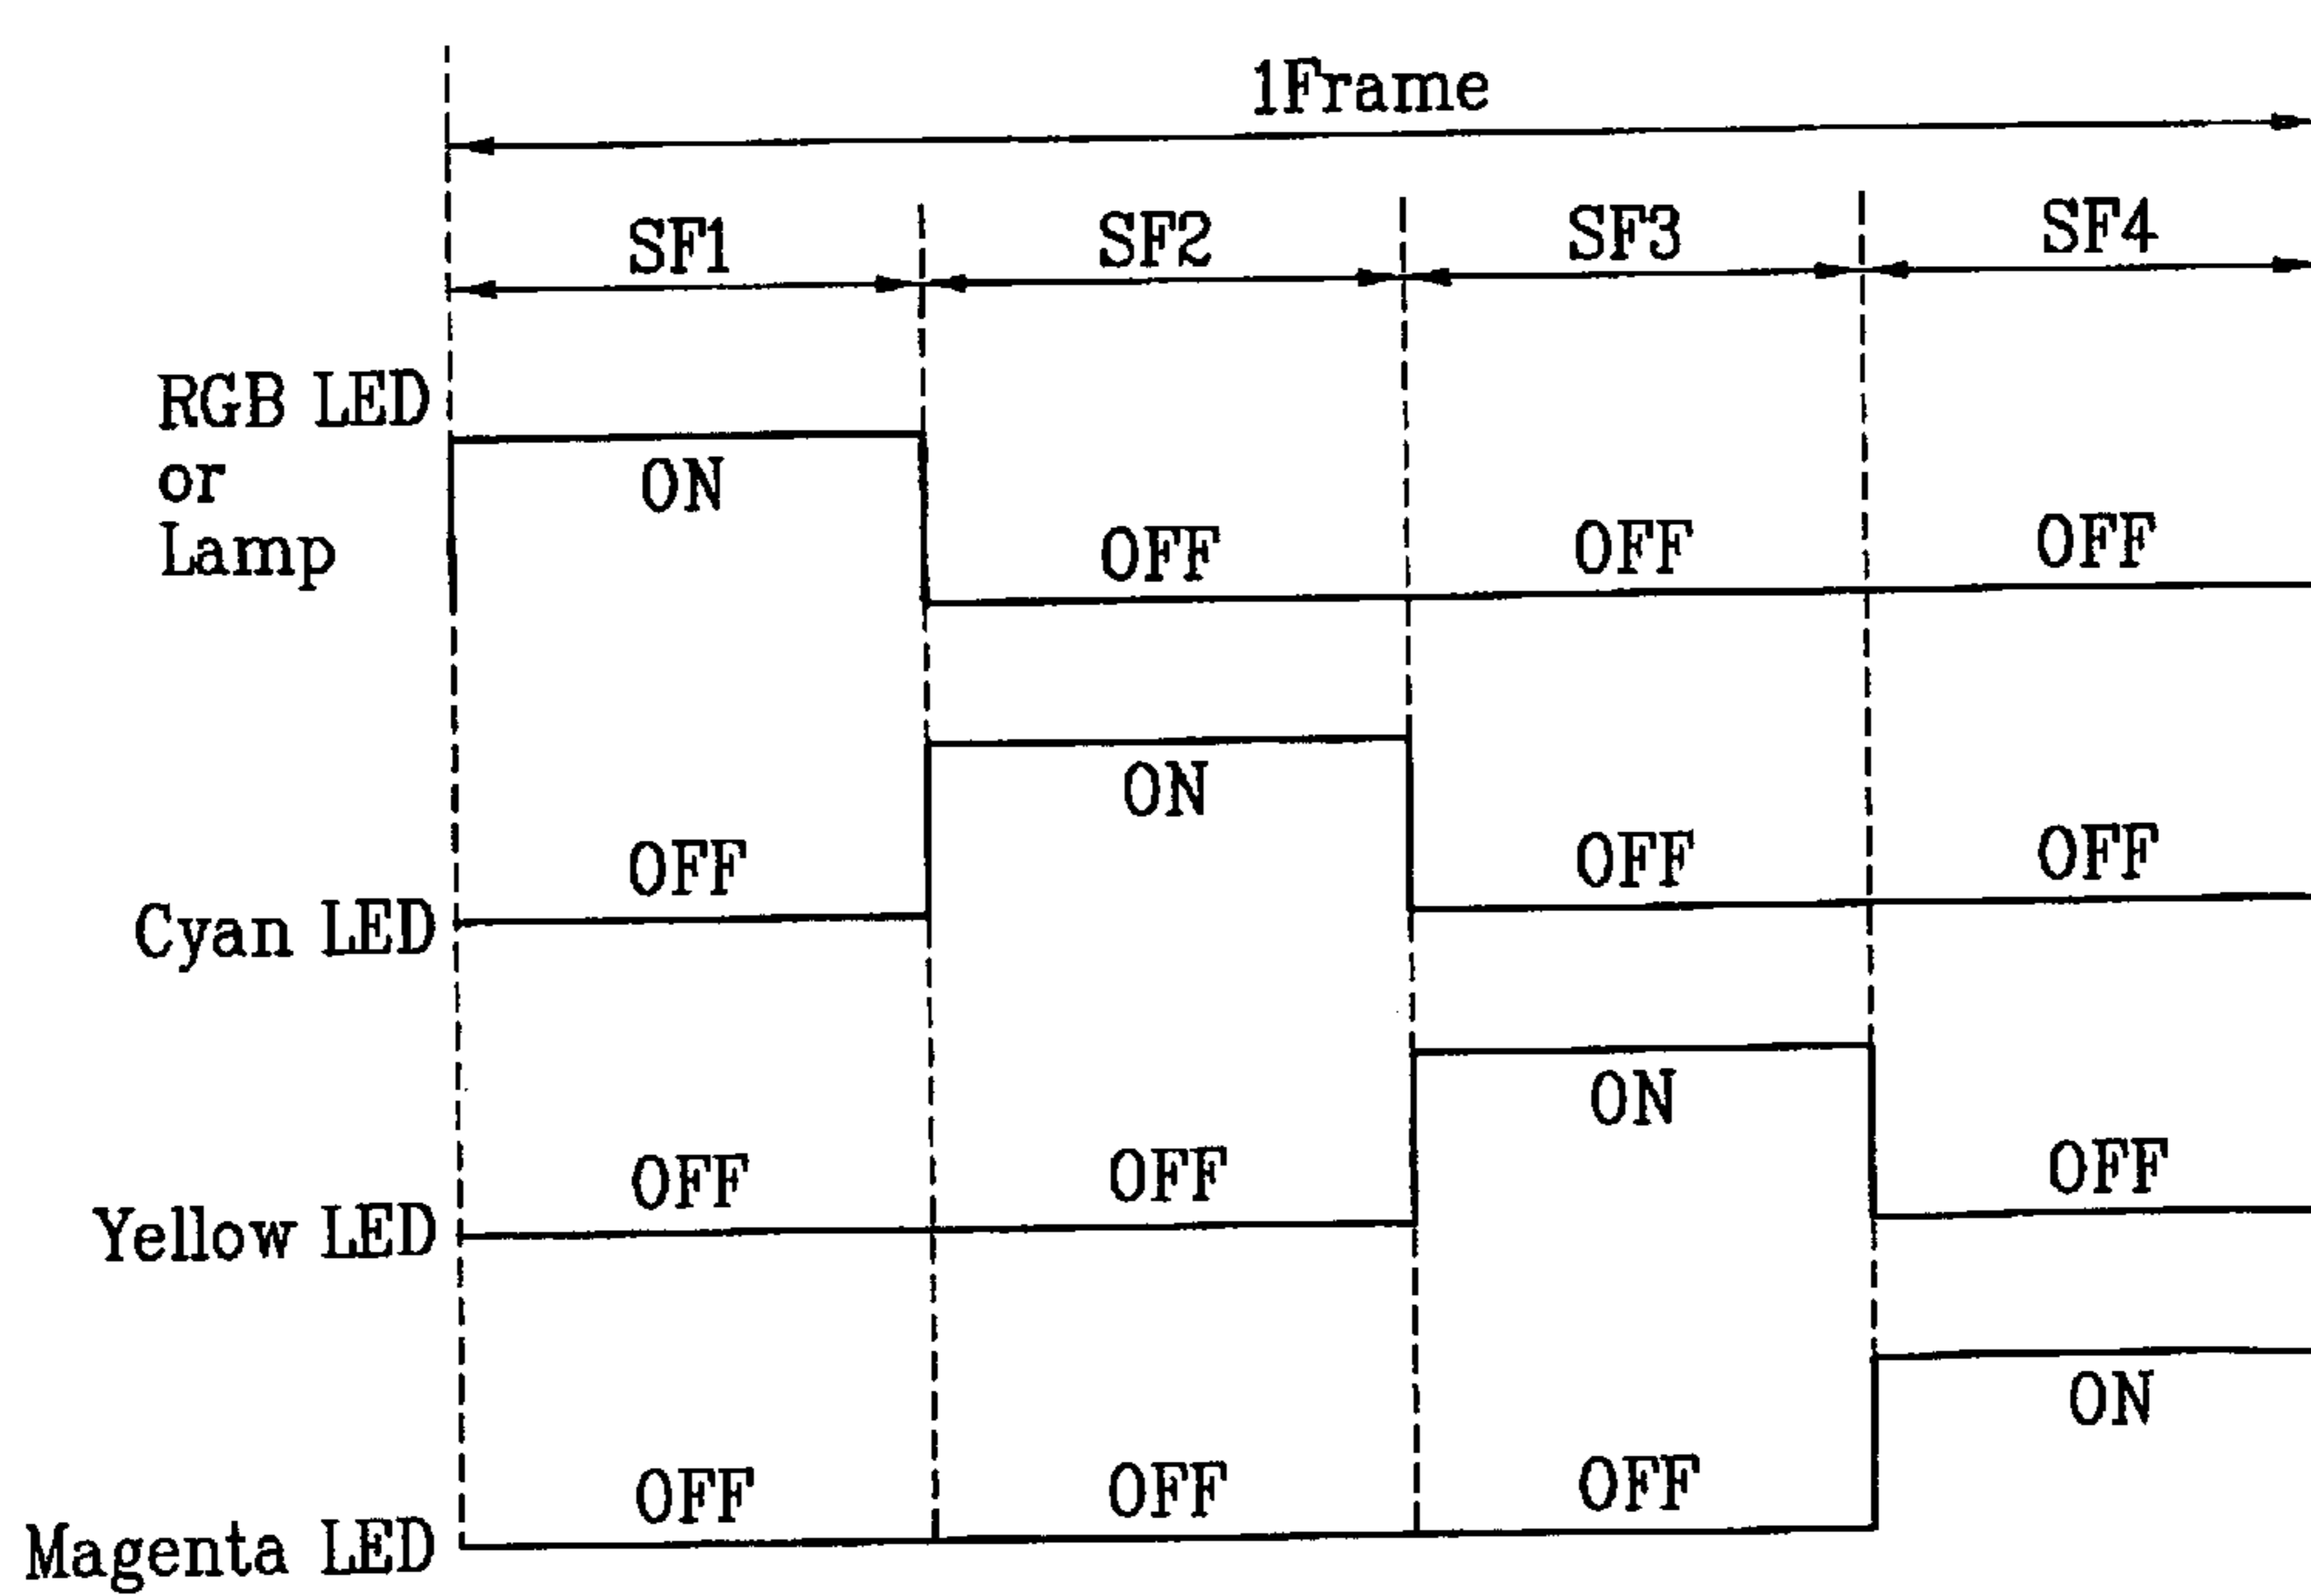 1Frame
SF1 SF2 SF3 SF4
RGB LED
or
Lamp
ON OFF OFF OFF
Cyan LED OFF ON OFF OFF
Yellow LED OFF OFF ON OFF
Magenta LED OFF OFF OFF ON